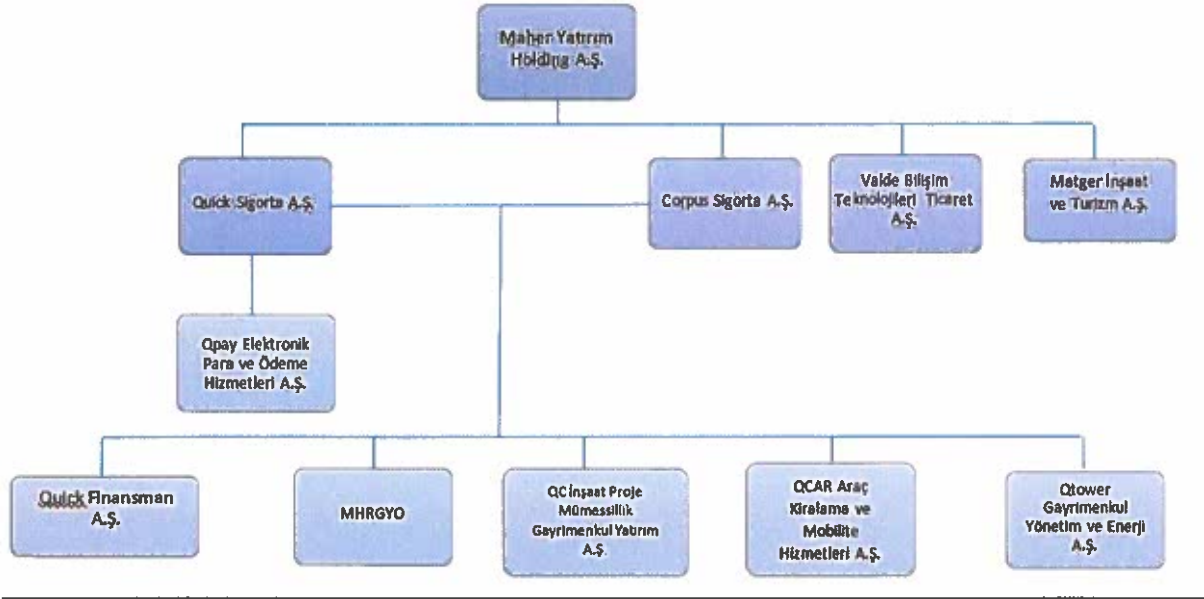 Maher Yatırım
Holding A.Ş.
Quick Sigorta A.Ş.
Corpus Sigorta A.Ş.
Valde Bilişim
Teknolojileri Ticaret
A.Ş.
Matger İnşaat
ve Turizm A.Ş.
Qpay Elektronik
Para ve Ödeme
Hizmetleri A.Ş.
Quick Finansman
A.Ş.
MHRGYO
QC İnşaat Proje
Mümessillik
Gayrimenkul Yatırım
A.Ş.
QCAR Araç
Kiralama ve
Mobilite
Hizmetleri A.Ş.
Qtower
Gayrimenkul
Yönetim ve Enerji
A.Ş.